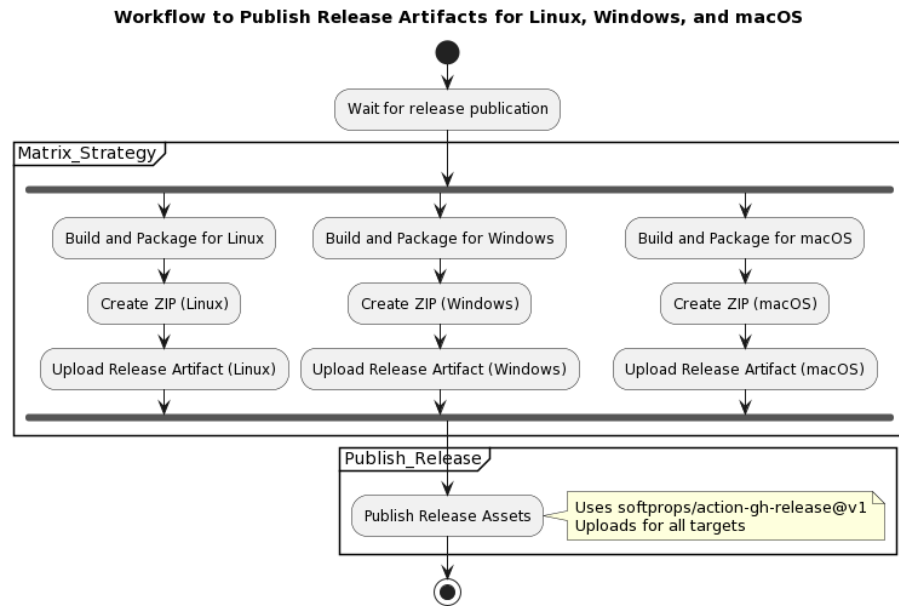 Workflow to Publish Release Artifacts for Linux, Windows, and macOS
Wait for release publication
Matrix_Strategy
Build and Package for Linux
Build and Package for Windows
Build and Package for macOS
Create ZIP (Linux)
Create ZIP (Windows)
Create ZIP (macOS)
Upload Release Artifact (Linux)
Upload Release Artifact (Windows)
Upload Release Artifact (macOS)
Publish_Release
Publish Release Assets
Uses softprops/action-gh-release@v1
Uploads for all targets